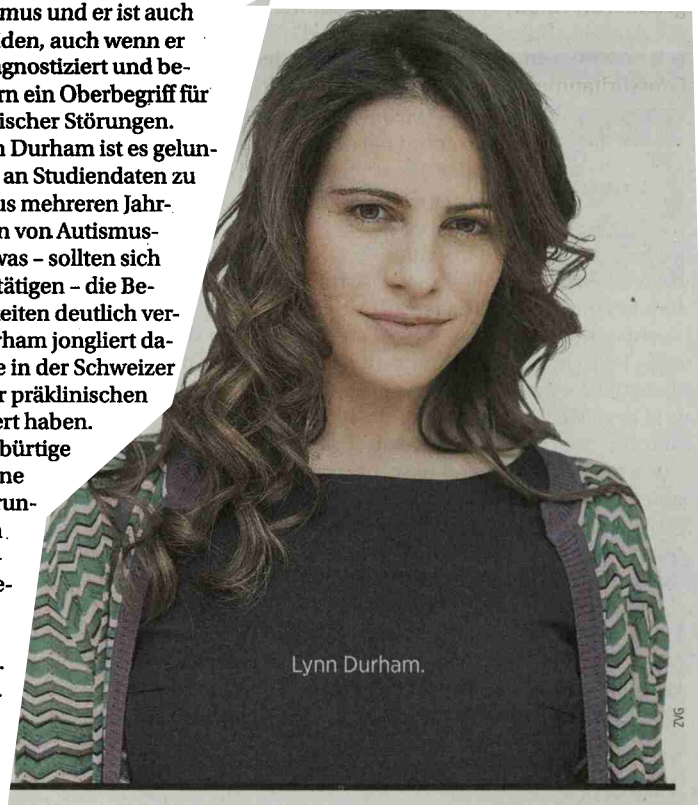 mus und er ist auch
den, auch wenn er
gnostiziert und be-
rn ein Oberbegriff für
ischer Störungen.
n Durham ist es gelun-
an Studiendaten zu
us mehreren Jahr-
n von Autismus-
was – sollten sich
tätigen – die Be-
eiten deutlich ver-
rham jongliert da-
e in der Schweizer
r präklinischen
ert haben.
bürtige
ne
run-
e-
Lynn Durham.
ZVG